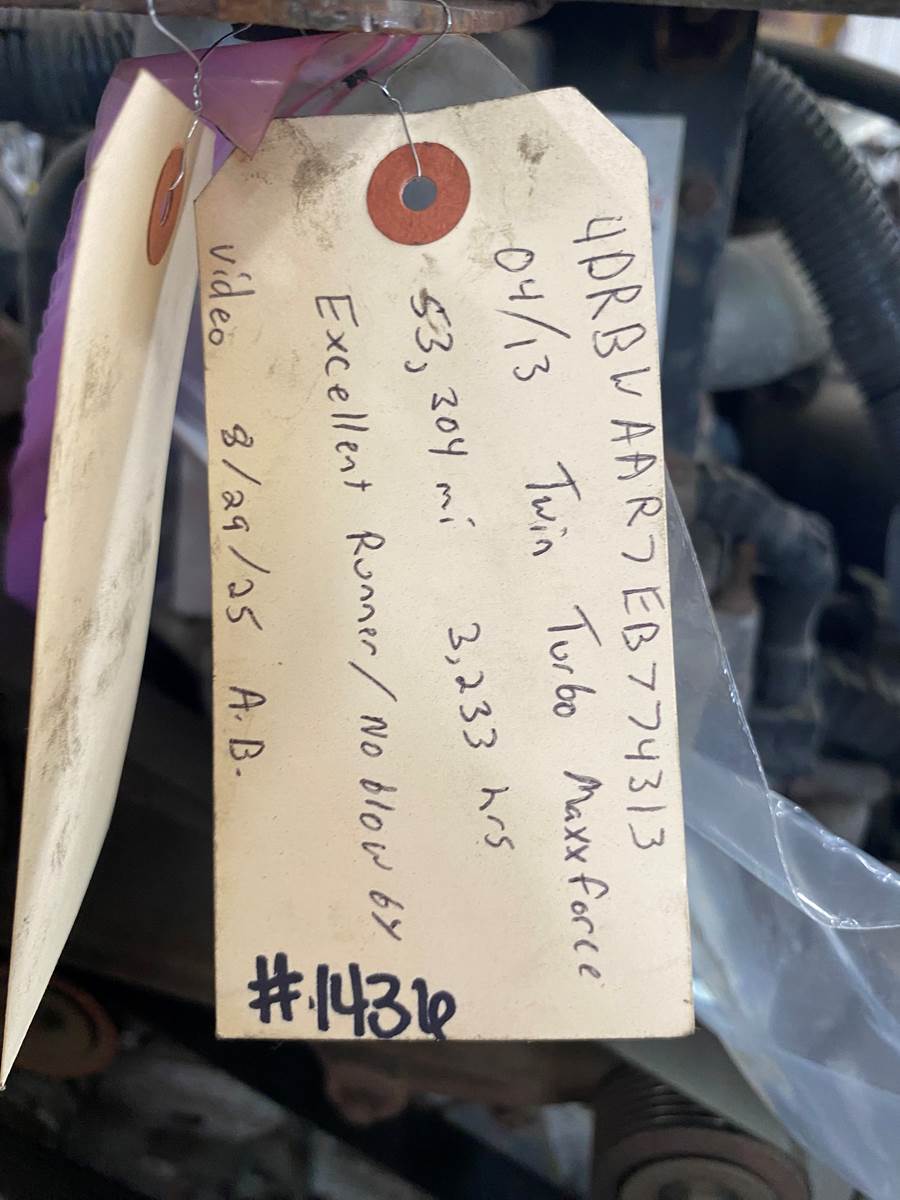 4DRBWAAR7EB774313
04/13 Twin Turbo Maxxforce
53,304 mi 3,233 hrs
Excellent Runner/No blow by
video 8/29/25 A.B.
#1436